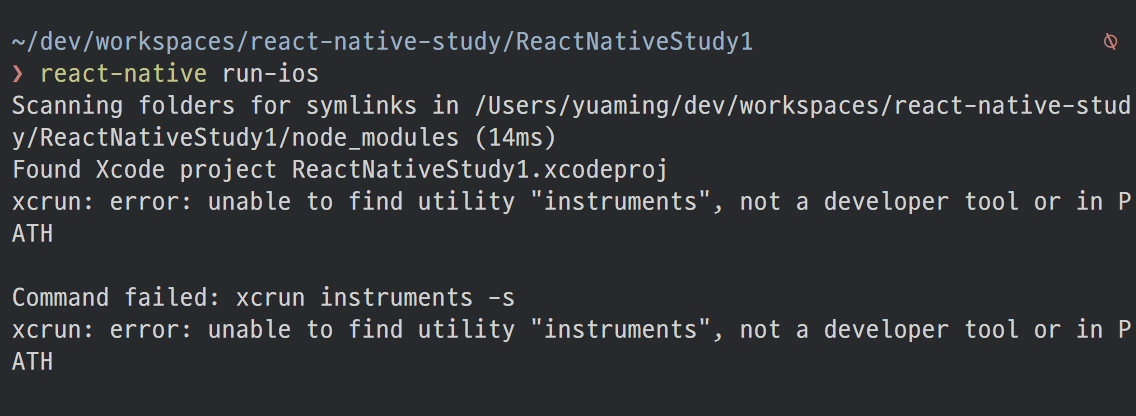 ~/dev/workspaces/react-native-study/ReactNativeStudy1
❯ react-native run-ios
Scanning folders for symlinks in /Users/yuaming/dev/workspaces/react-native-stud
y/ReactNativeStudy1/node_modules (14ms)
Found Xcode project ReactNativeStudy1.xcodeproj
xcrun: error: unable to find utility "instruments", not a developer tool or in P
ATH
Command failed: xcrun instruments -s
xcrun: error: unable to find utility "instruments", not a developer tool or in P
ATH